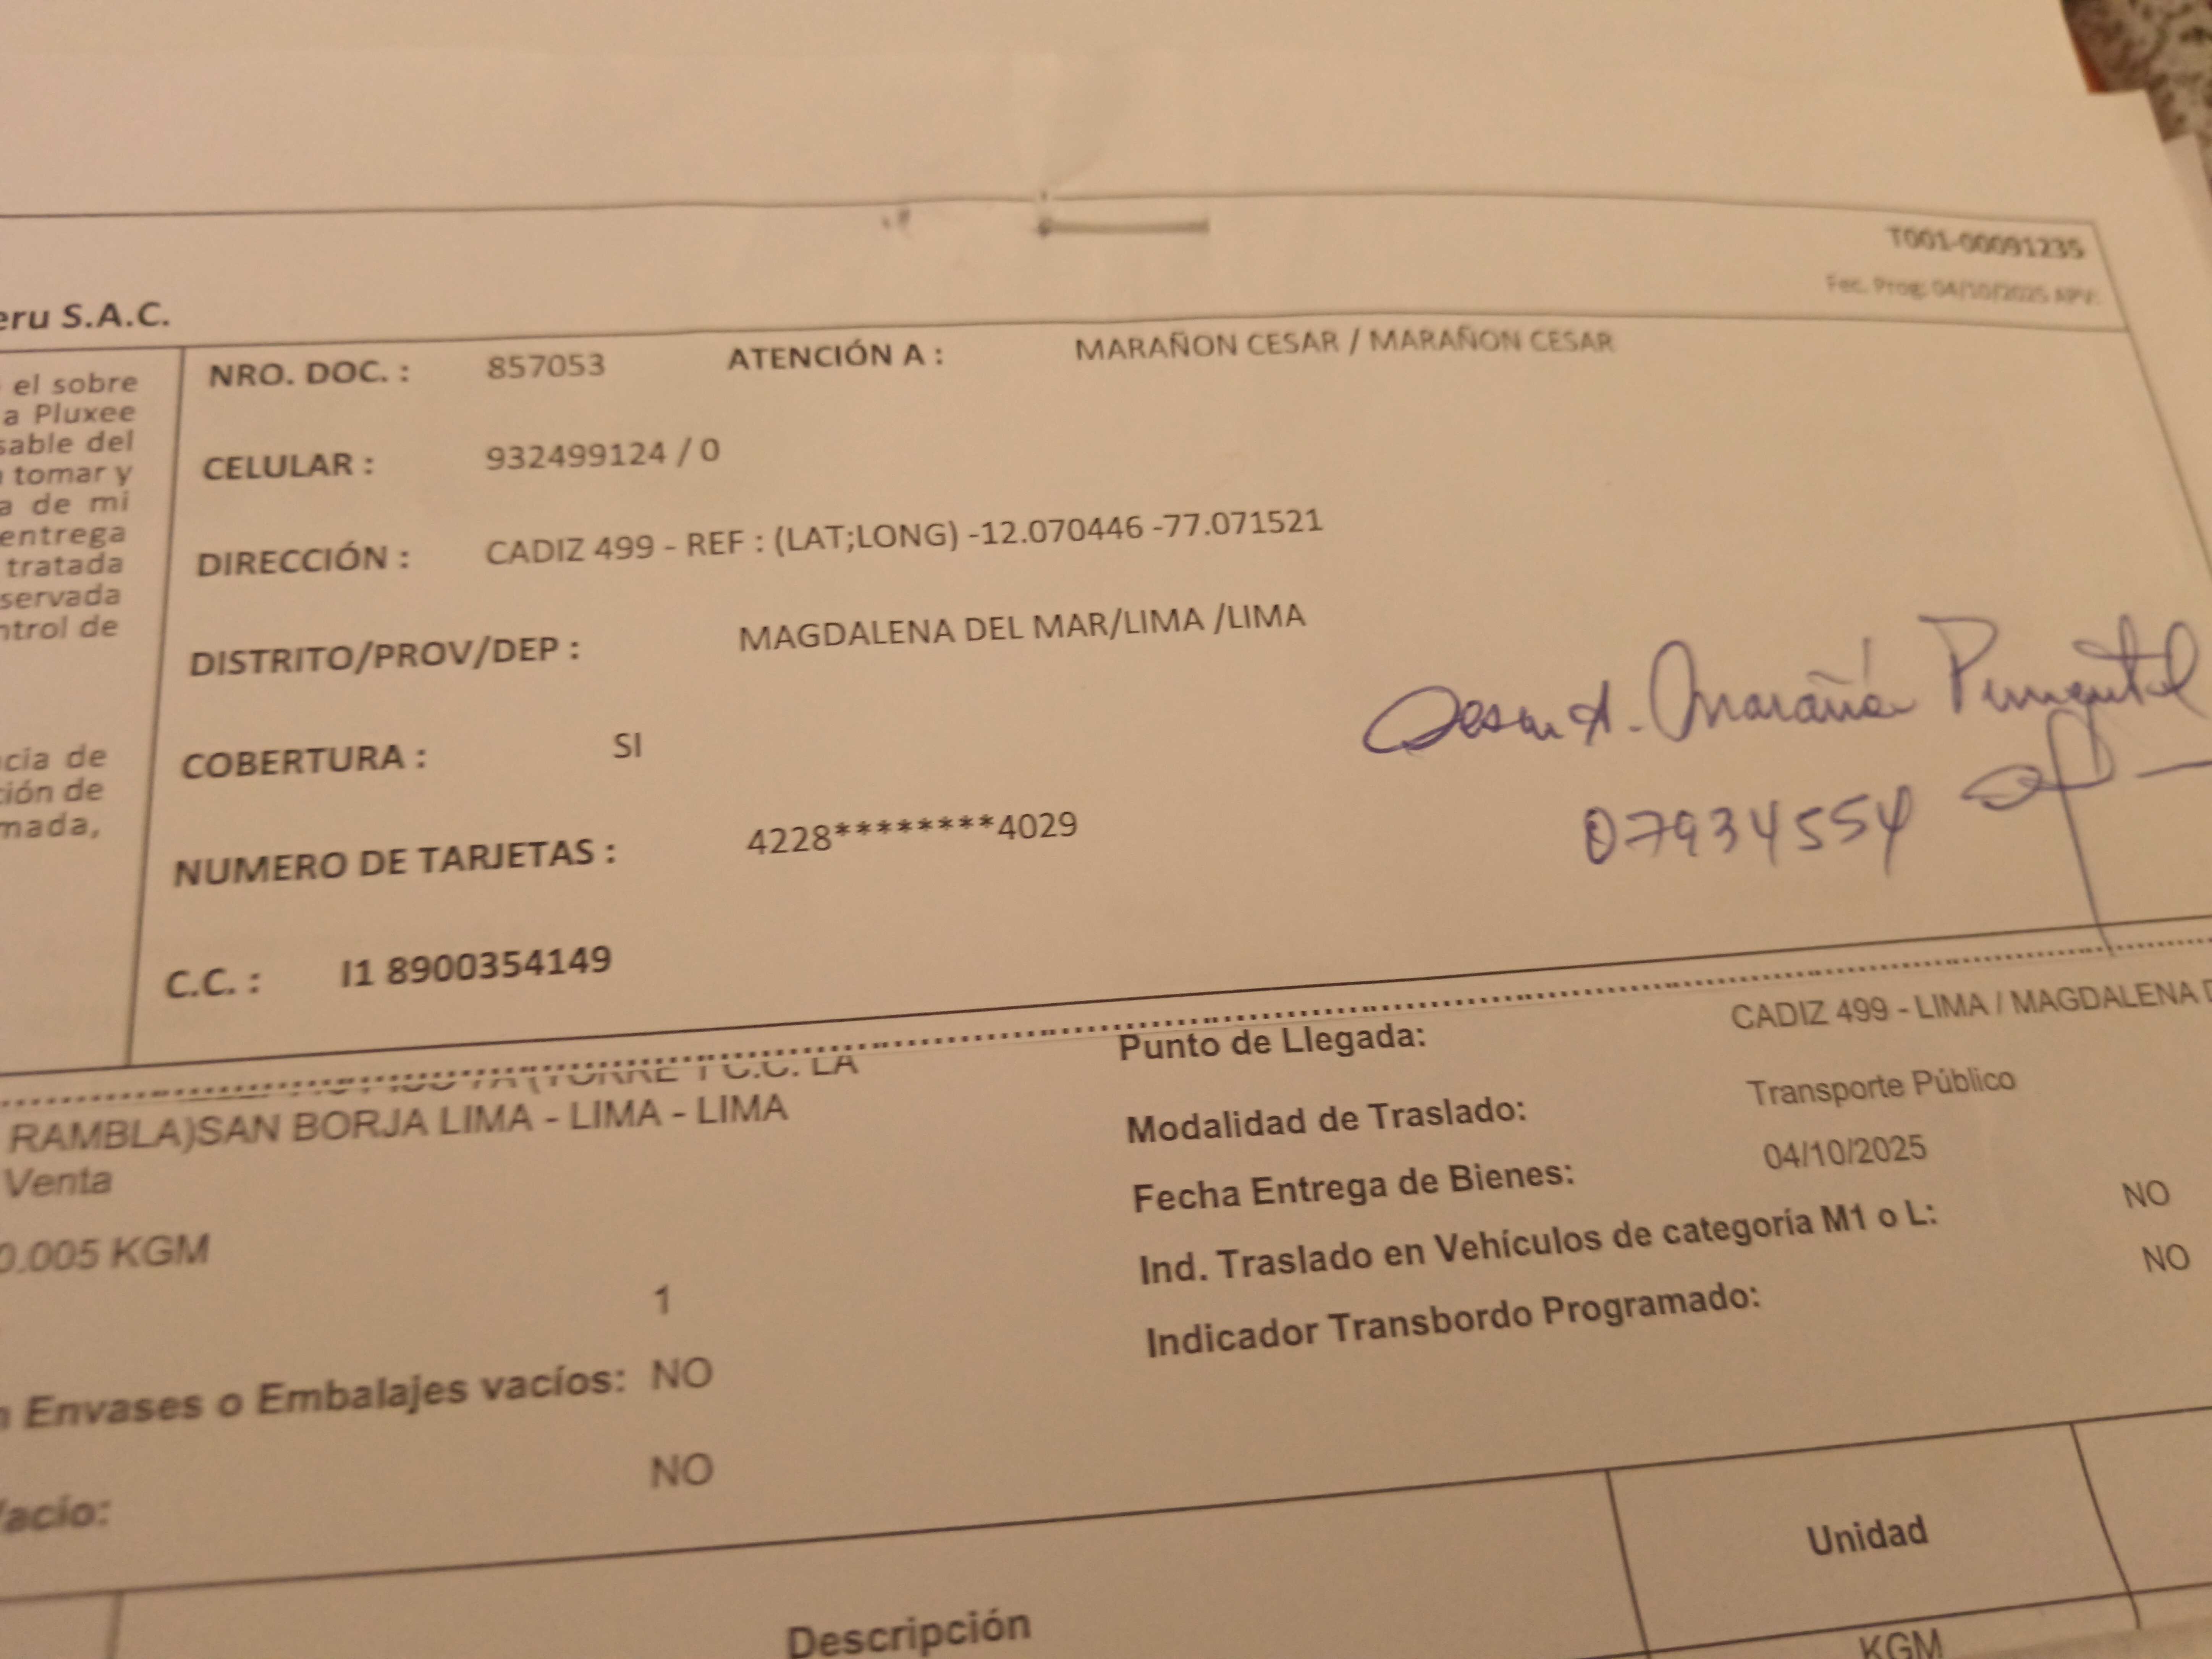 T001-00091235
Fec. Prog: 04/10/2025
eru S.A.C.
el sobre
a Pluxee
sable del
tomar y
a de mi
entrega
tratada
servada
ntrol de
cia de
ción de
mada,
NRO. DOC. : 857053 ATENCIÓN A : MARAÑON CESAR / MARAÑON CESAR
CELULAR : 932499124 / 0
DIRECCIÓN : CADIZ 499 - REF : (LAT;LONG) -12.070446 -77.071521
DISTRITO/PROV/DEP : MAGDALENA DEL MAR/LIMA /LIMA
COBERTURA : SI
NUMERO DE TARJETAS : 4228********4029
C.C. : I1 8900354149
Cesar A. Marañón Pimentel
07934554
C.C. LA
RAMBLA)SAN BORJA LIMA - LIMA - LIMA
Venta
0.005 KGM
1
n Envases o Embalajes vacíos: NO
Vacío: NO
Punto de Llegada: CADIZ 499 - LIMA / MAGDALENA D
Modalidad de Traslado: Transporte Público
Fecha Entrega de Bienes: 04/10/2025
Ind. Traslado en Vehículos de categoría M1 o L: NO
Indicador Transbordo Programado: NO
Descripción Unidad
KGM